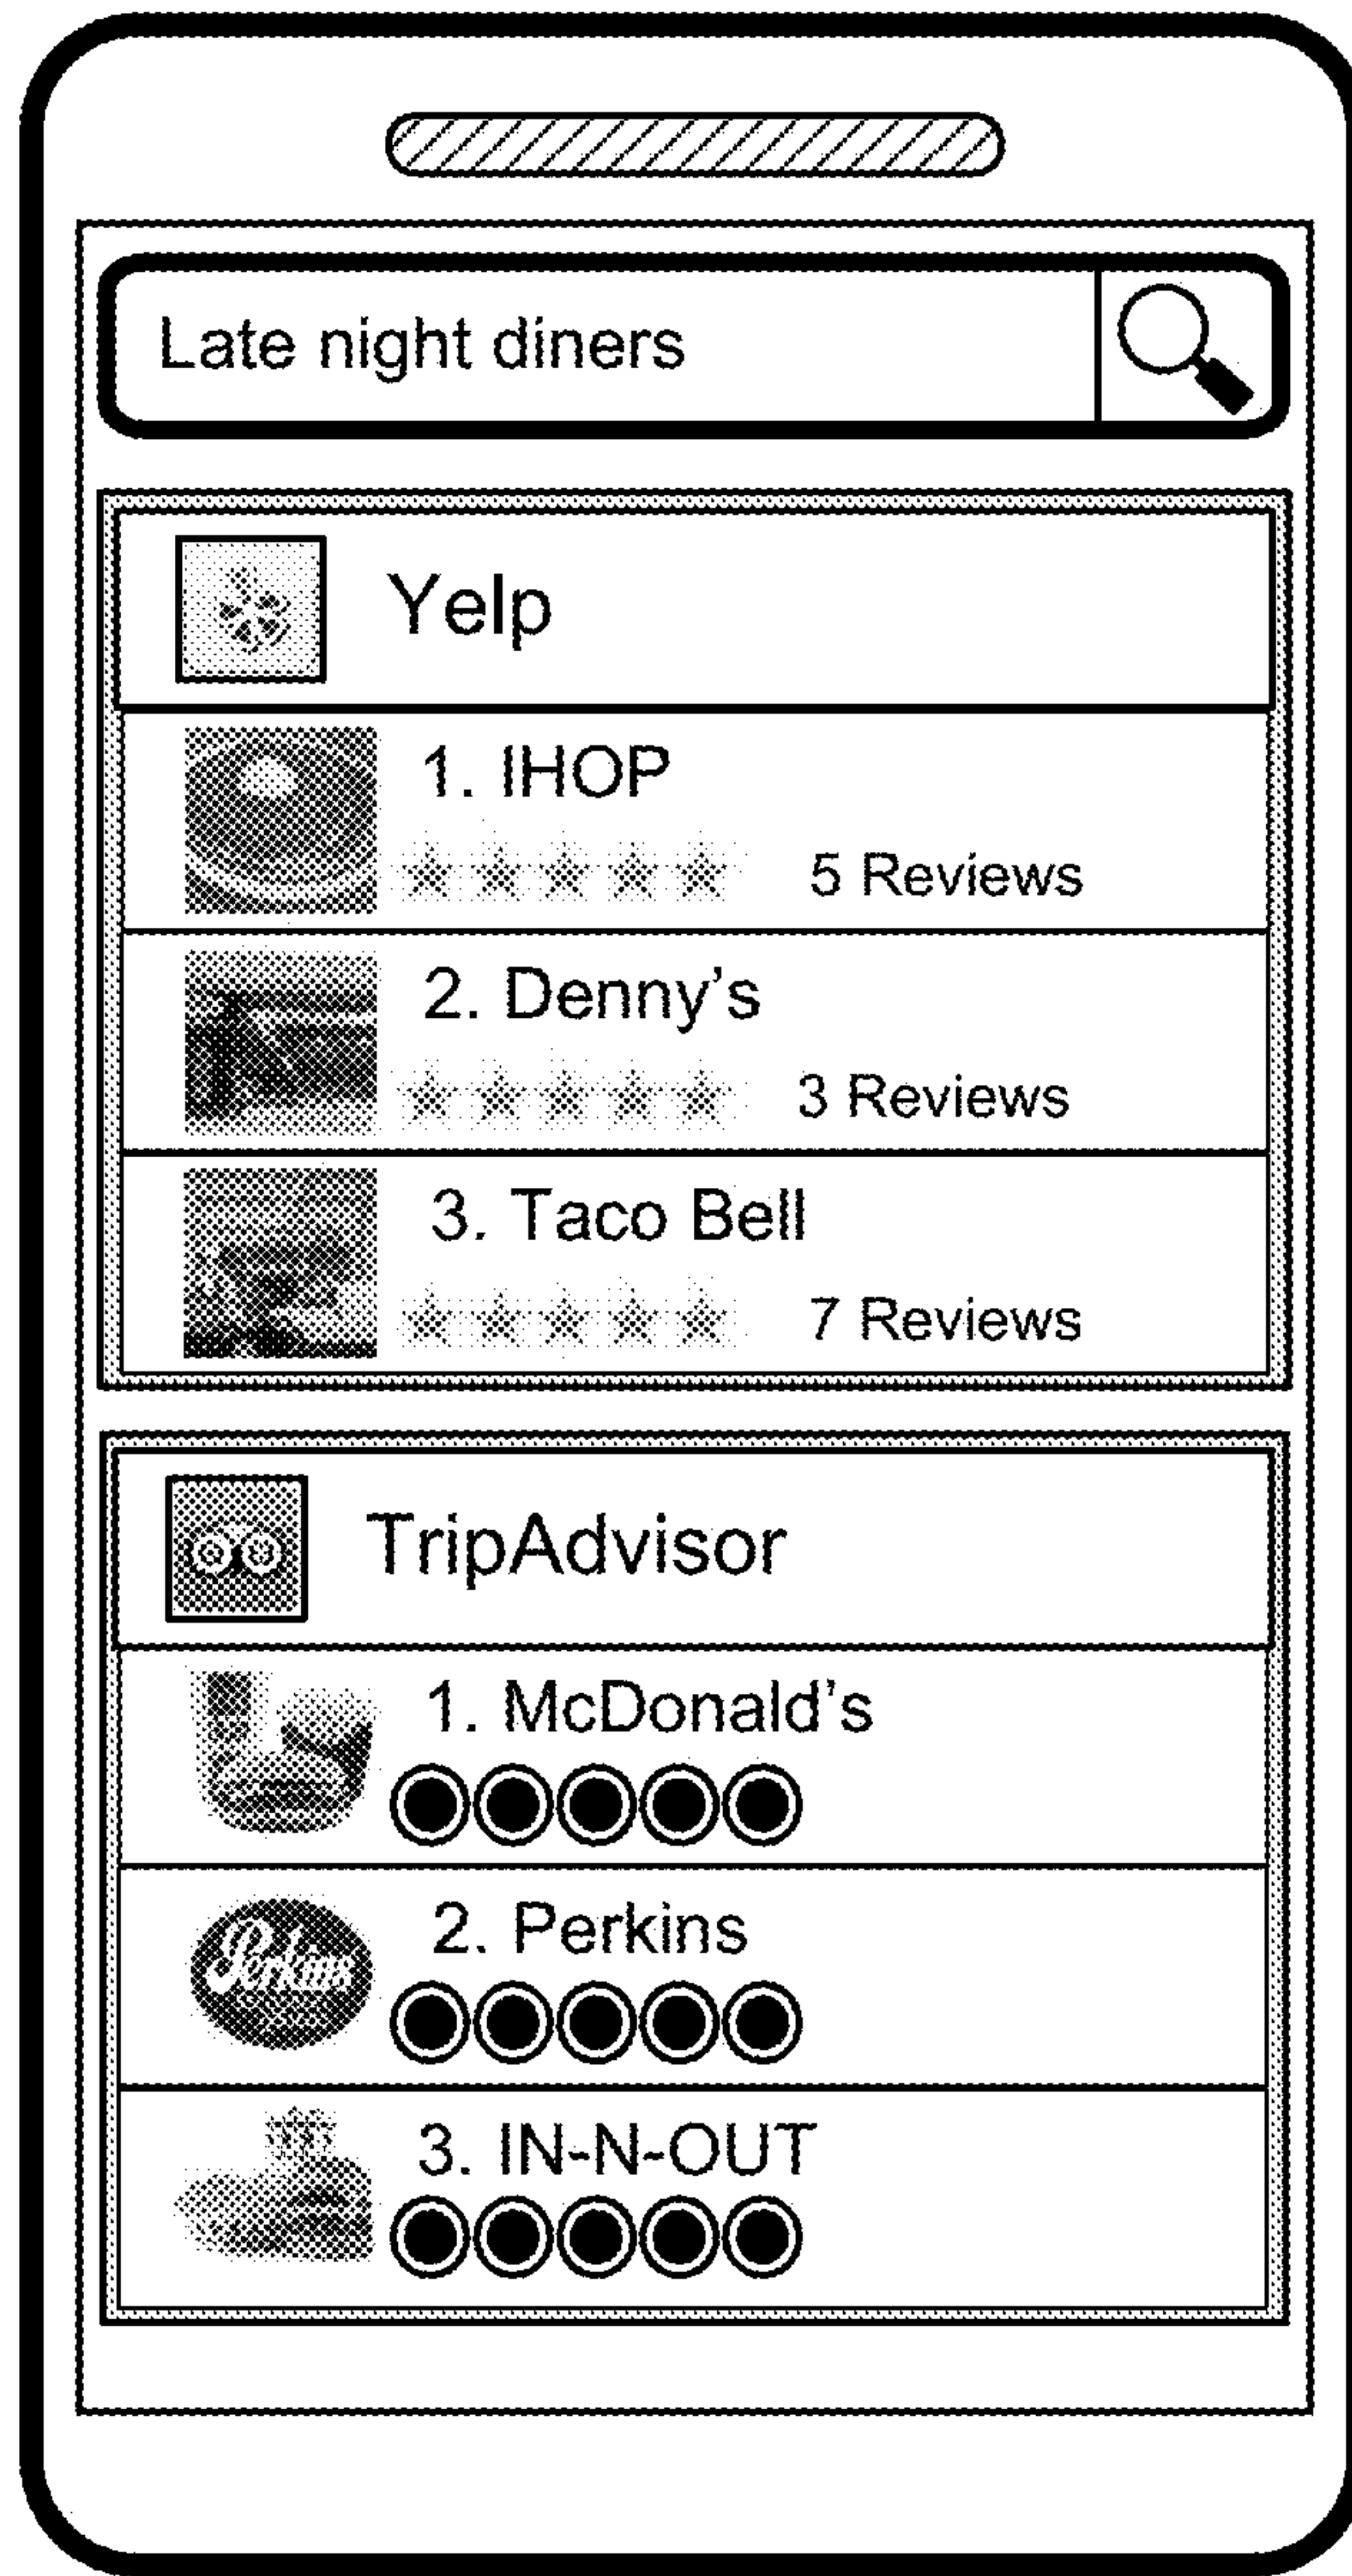 Late night diners
Yelp
1. IHOP
5 Reviews
2. Denny's
3 Reviews
3. Taco Bell
7 Reviews
TripAdvisor
1. McDonald's
Perkins
2. Perkins
3. IN-N-OUT